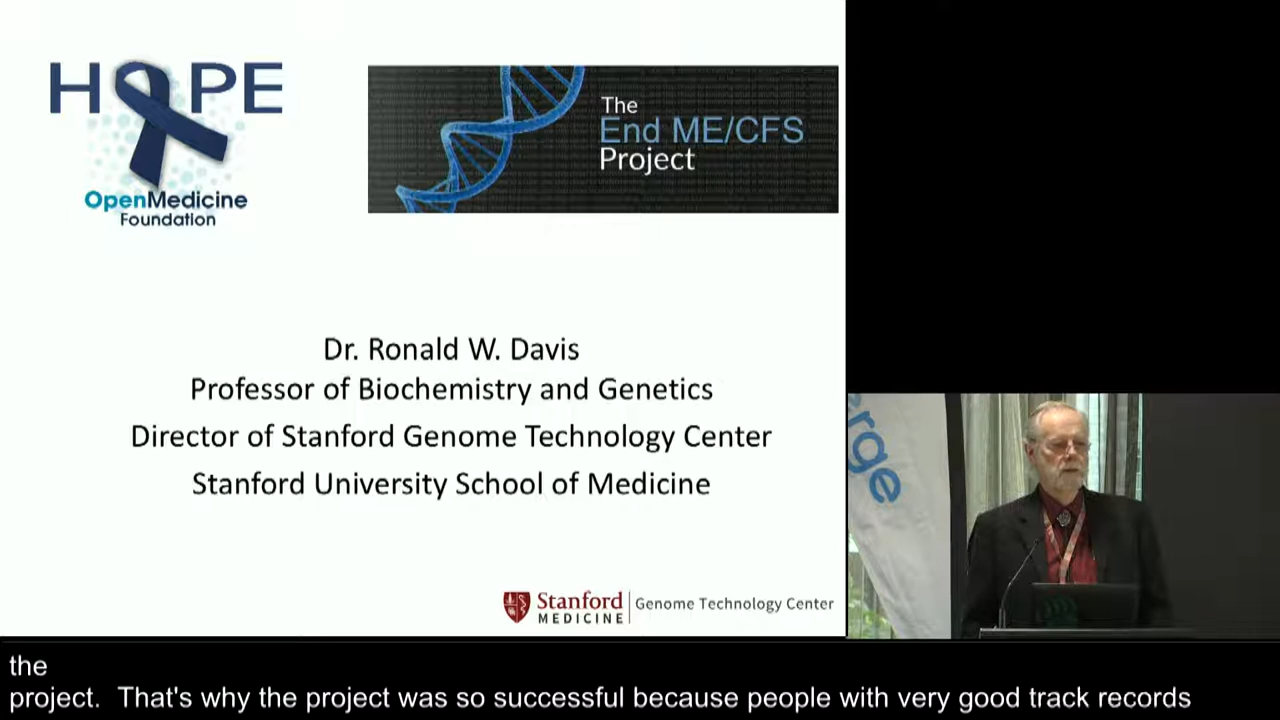 HOPE
OpenMedicine
Foundation
The
End ME/CFS
Project
Dr. Ronald W. Davis
Professor of Biochemistry and Genetics
Director of Stanford Genome Technology Center
Stanford University School of Medicine
Stanford
MEDICINE
Genome Technology Center
erge
the
project.  That's why the project was so successful because people with very good track records